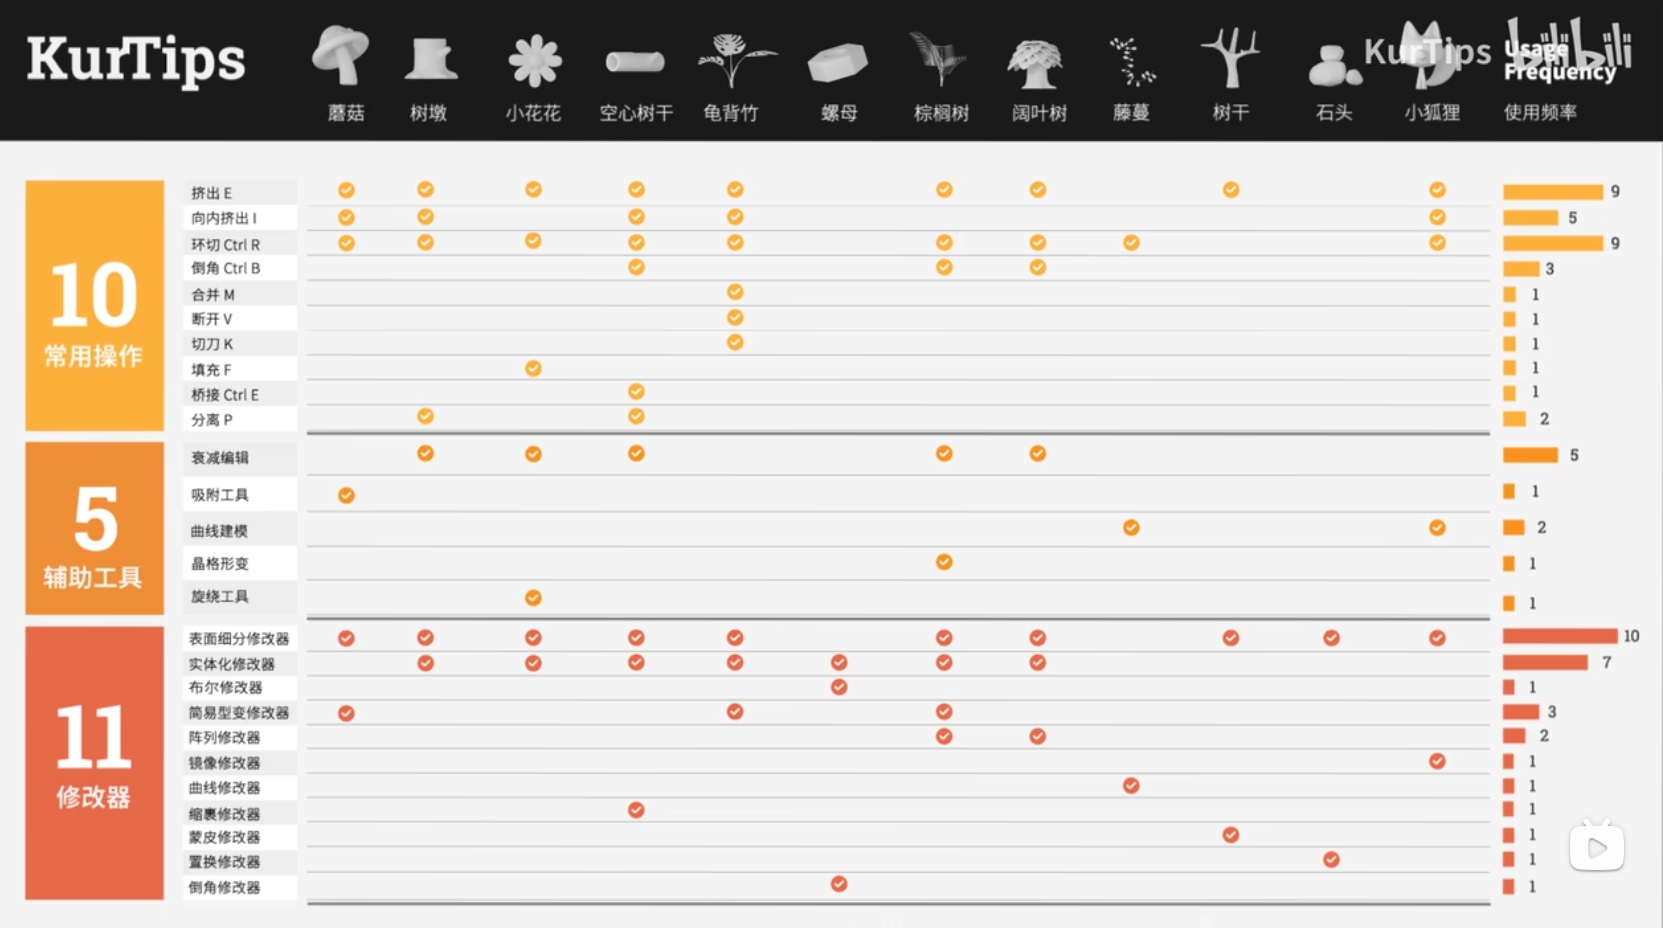 KurTips
KurTips
bilibili
Usage
Frequency
蘑菇 树墩 小花花 空心树干 龟背竹 螺母 棕榈树 阔叶树 藤蔓 树干 石头 小狐狸 使用频率
10
常用操作
挤出 E 9
向内挤出 I 5
环切 Ctrl R 9
倒角 Ctrl B 3
合并 M 1
断开 V 1
切刀 K 1
填充 F 1
桥接 Ctrl E 1
分离 P 2
5
辅助工具
衰减编辑 5
吸附工具 1
曲线建模 2
晶格形变 1
旋绕工具 1
11
修改器
表面细分修改器 10
实体化修改器 7
布尔修改器 1
简易型变修改器 3
阵列修改器 2
镜像修改器 1
曲线修改器 1
缩裹修改器 1
蒙皮修改器 1
置换修改器 1
倒角修改器 1